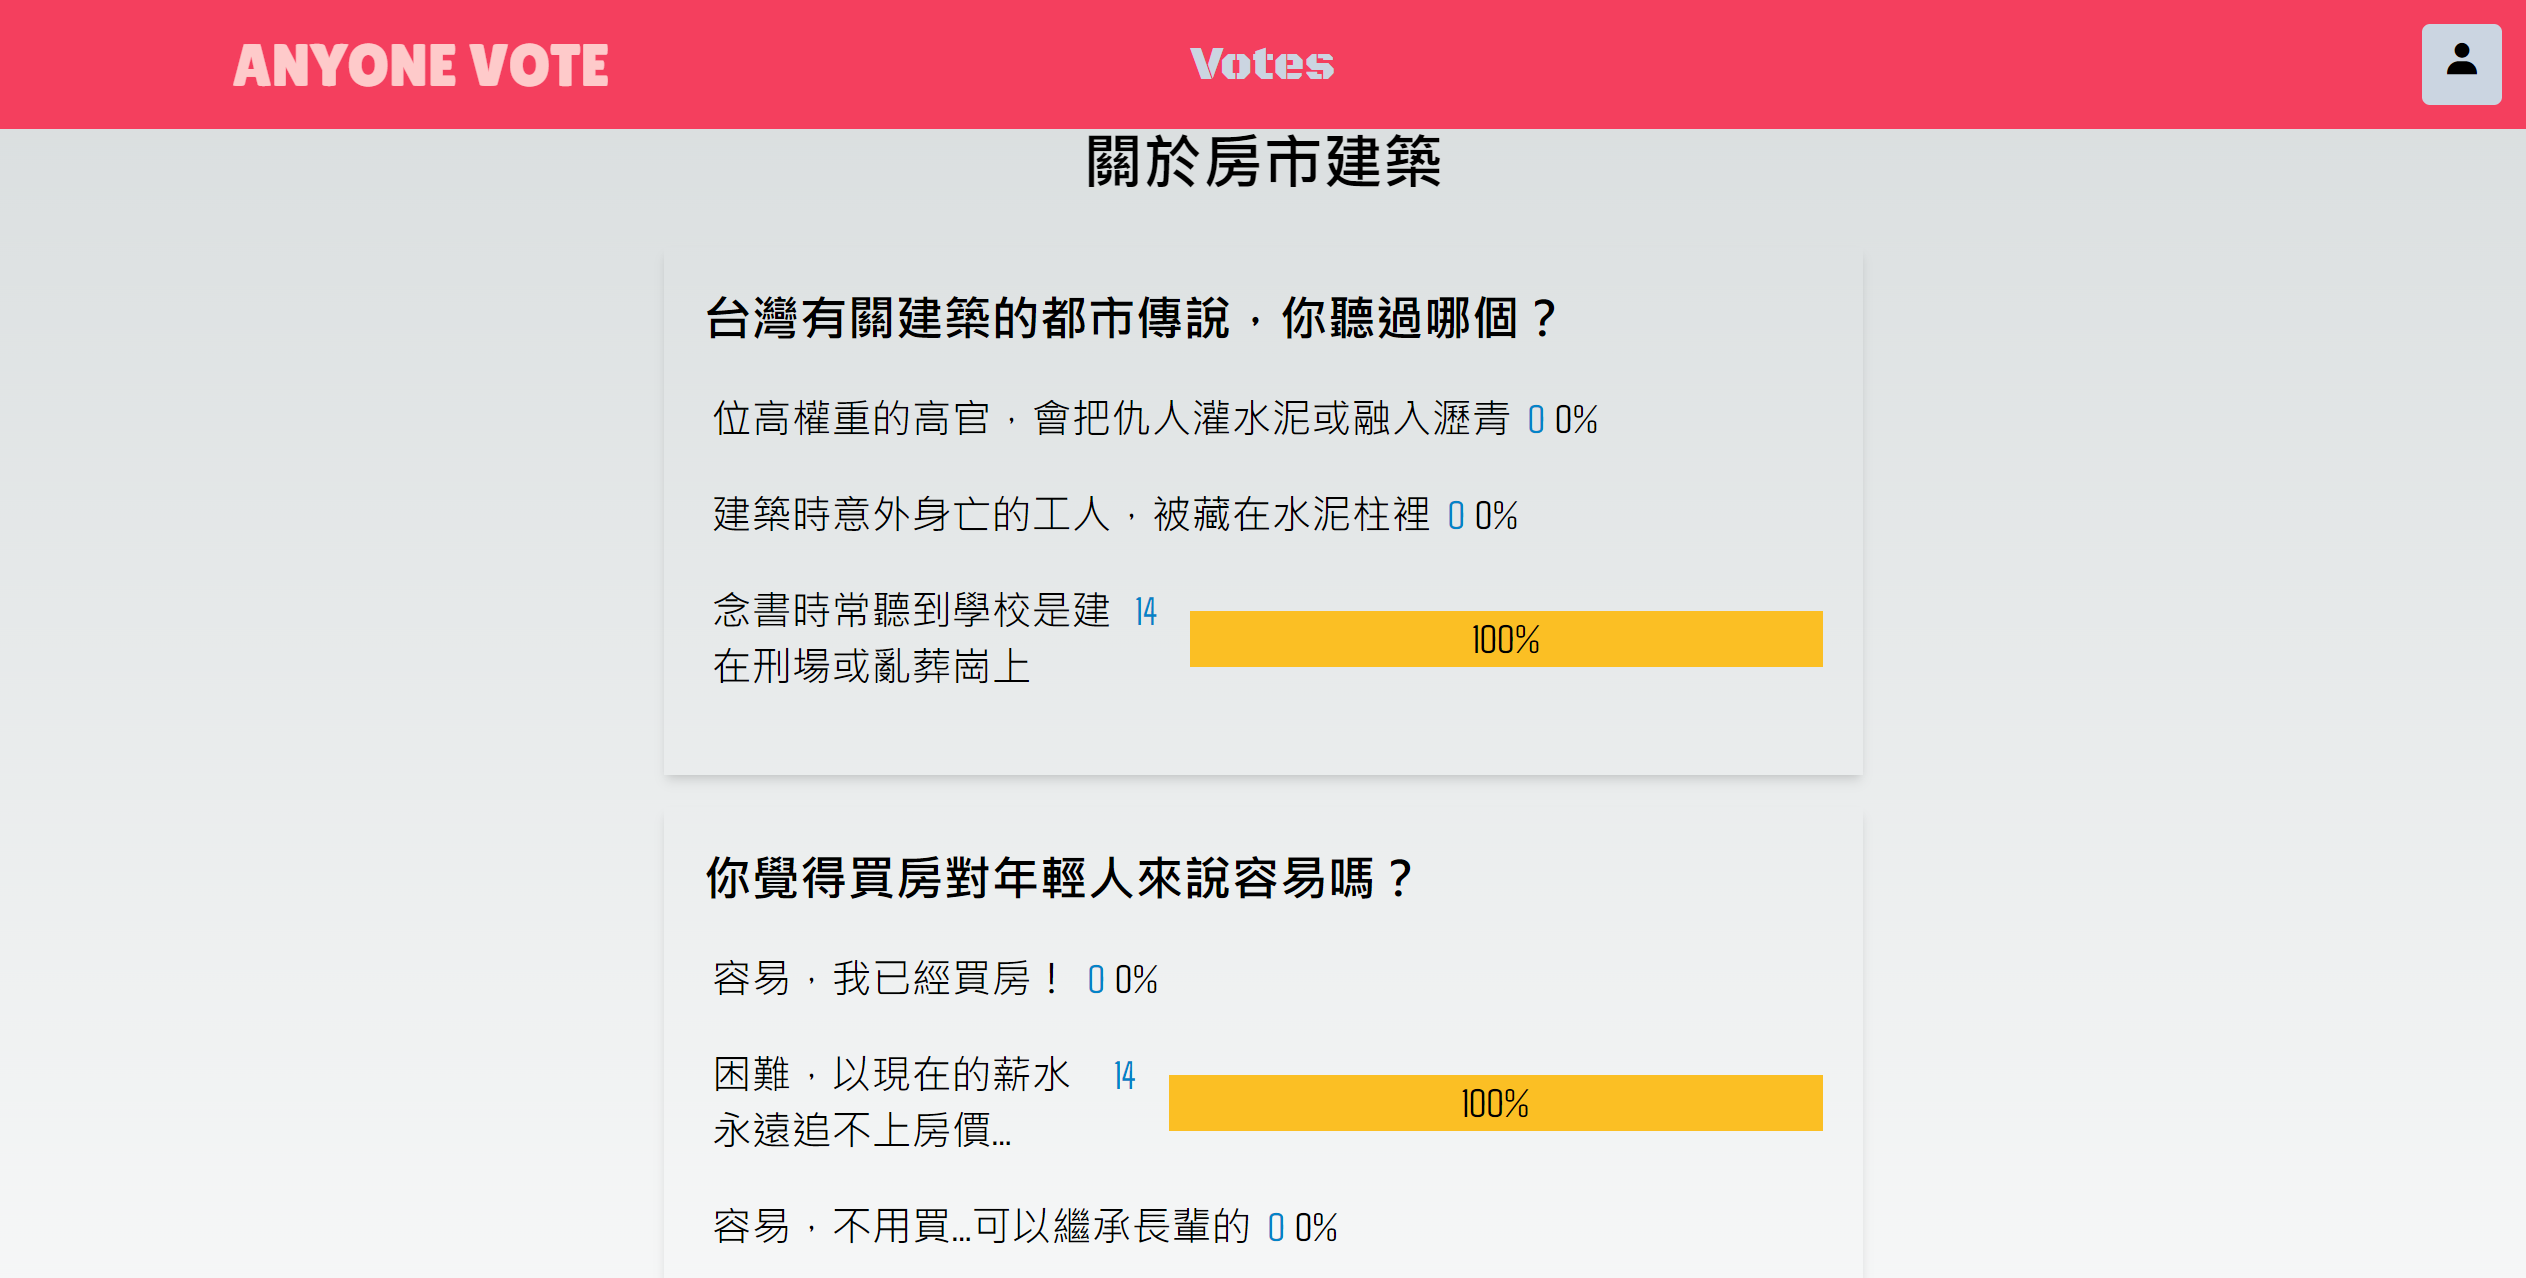 ANYONE VOTE
Votes
關於房市建築
台灣有關建築的都市傳說，你聽過哪個？
位高權重的高官，會把仇人灌水泥或融入瀝青 0 0%
建築時意外身亡的工人，被藏在水泥柱裡 0 0%
念書時常聽到學校是建 14
在刑場或亂葬崗上
100%
你覺得買房對年輕人來說容易嗎？
容易，我已經買房！ 0 0%
困難，以現在的薪水 14
永遠追不上房價...
100%
容易，不用買...可以繼承長輩的 0 0%